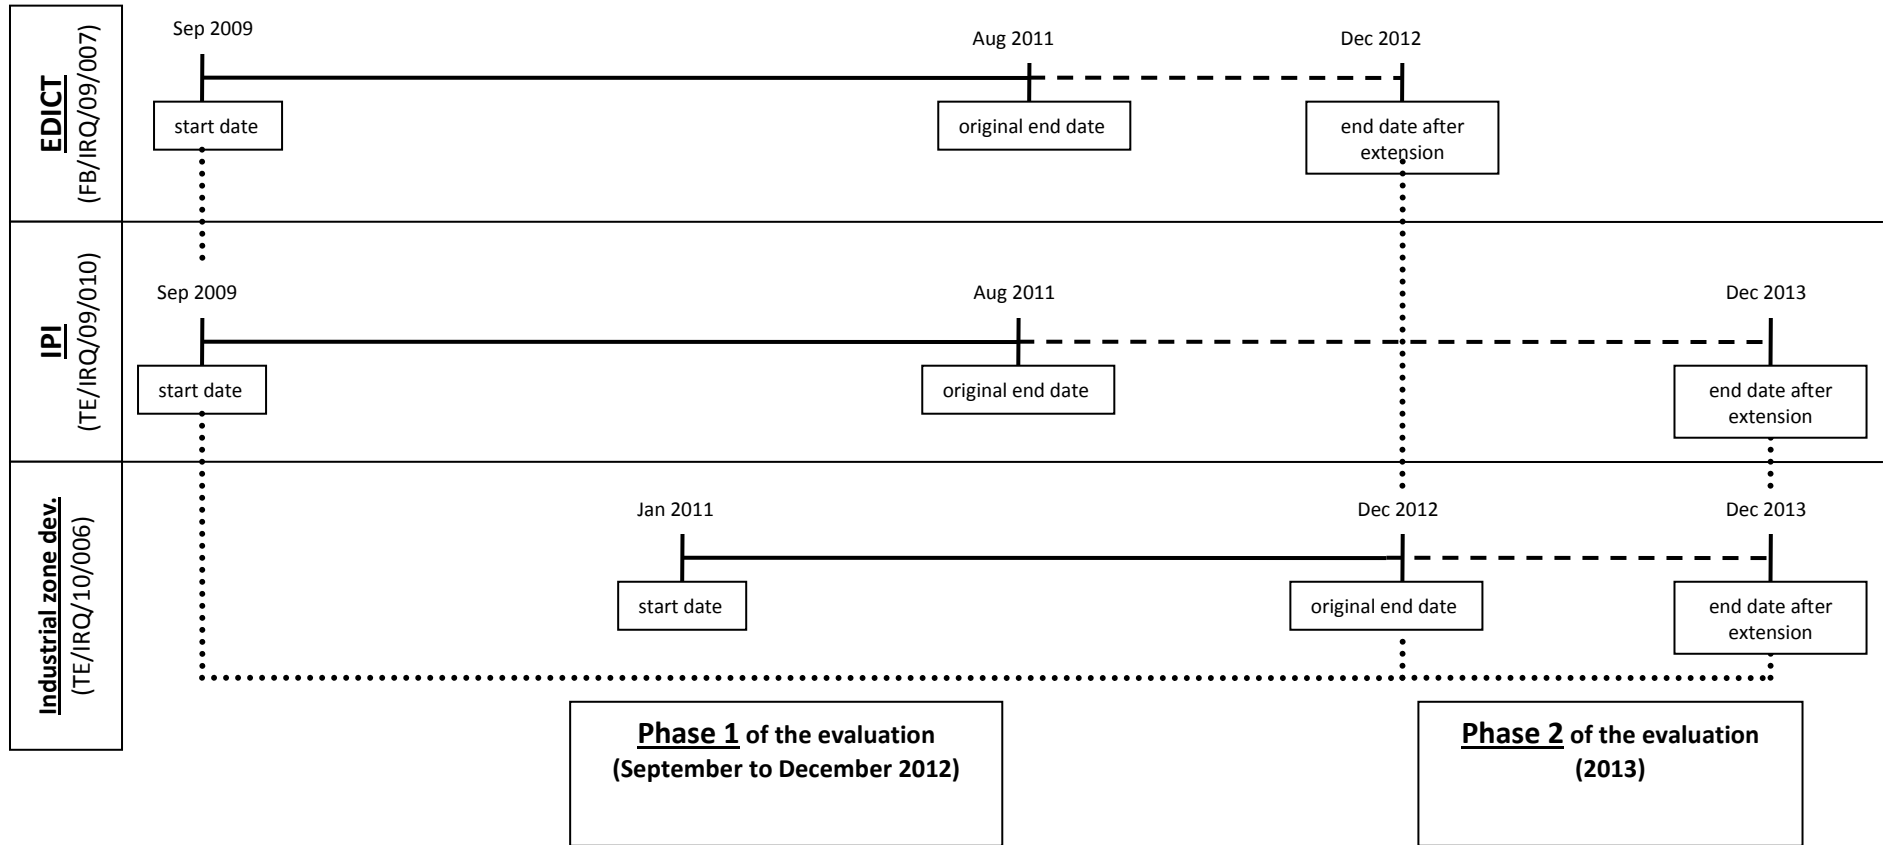 EDICT
(FB/IRQ/09/007)
Sep 2009
Aug 2011
Dec 2012
start date
original end date
end date after
extension
IPI
(TE/IRQ/09/010)
Sep 2009
Aug 2011
Dec 2013
start date
original end date
end date after
extension
Industrial zone dev.
(TE/IRQ/10/006)
Jan 2011
Dec 2012
Dec 2013
start date
original end date
end date after
extension
Phase 1 of the evaluation
(September to December 2012)
Phase 2 of the evaluation
(2013)